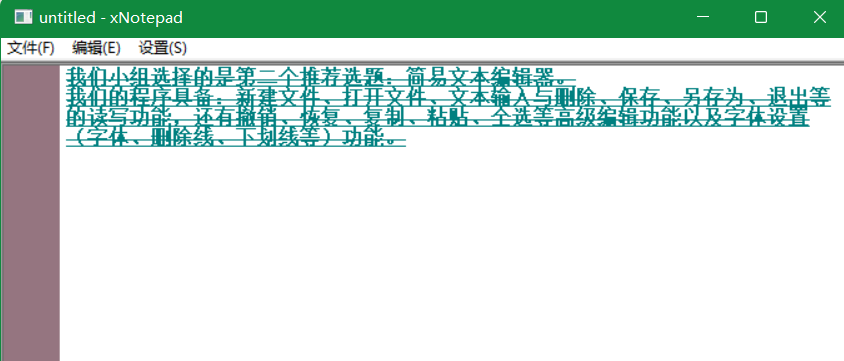 untitled - xNotepad
文件(F) 编辑(E) 设置(S)
我们小组选择的是第二个推荐选题：简易文本编辑器。
我们的程序具备：新建文件、打开文件、文本输入与删除、保存、另存为、退出等
的读写功能，还有撤销、恢复、复制、粘贴、全选等高级编辑功能以及字体设置
（字体、删除线、下划线等）功能。